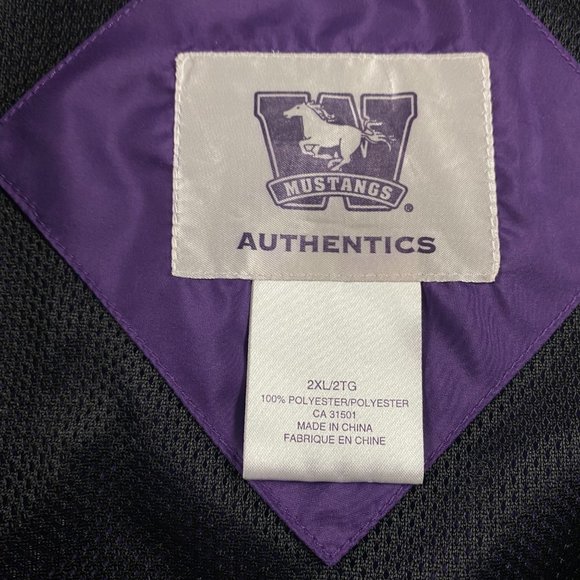 W
MUSTANGS
®
AUTHENTICS
2XL/2TG
100% POLYESTER/POLYESTER
CA 31501
MADE IN CHINA
FABRIQUE EN CHINE